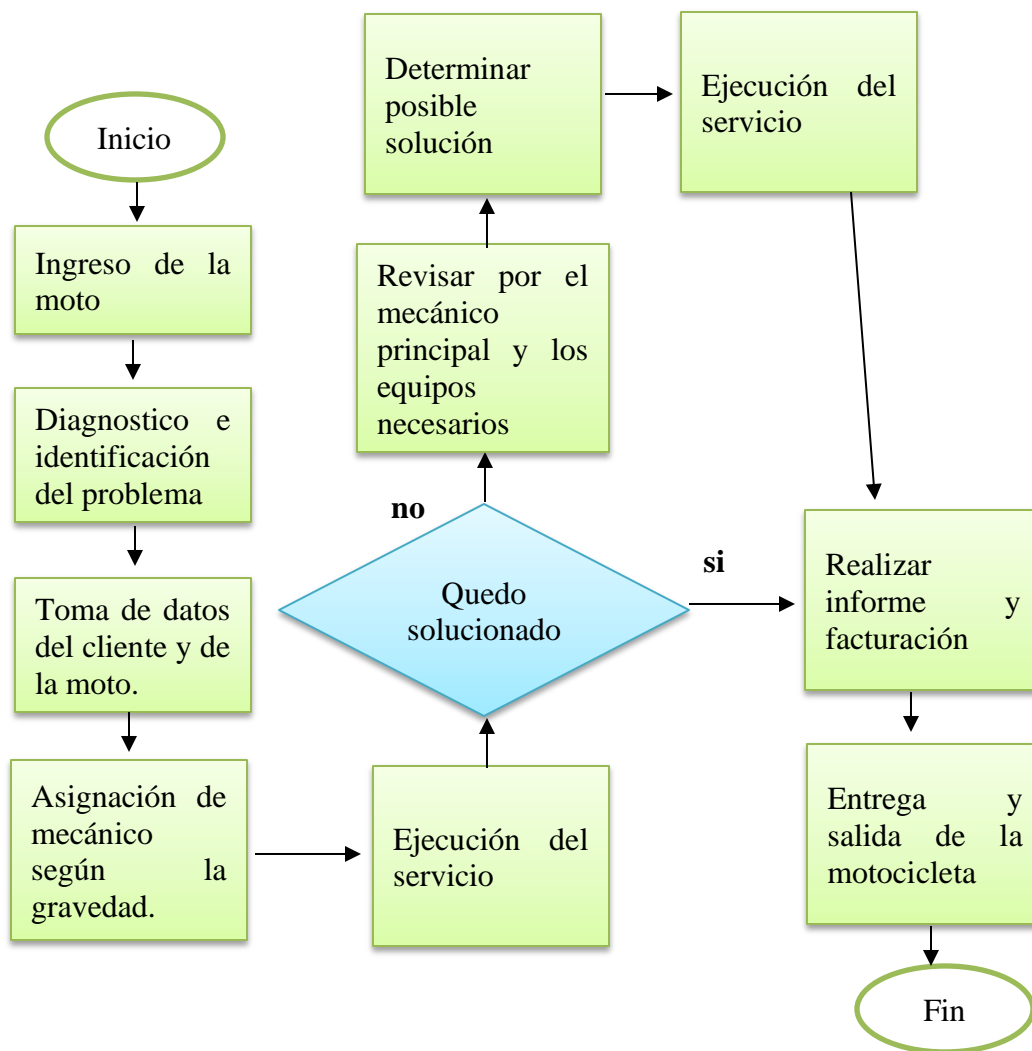 Inicio
Ingreso de la
moto
Diagnostico e
identificación
del problema
Toma de datos
del cliente y de
la moto.
Asignación de
mecánico
según la
gravedad.
Ejecución del
servicio
Quedo
solucionado
no
Revisar por el
mecánico
principal y los
equipos
necesarios
Determinar
posible
solución
Ejecución del
servicio
si
Realizar
informe y
facturación
Entrega y
salida de la
motocicleta
Fin